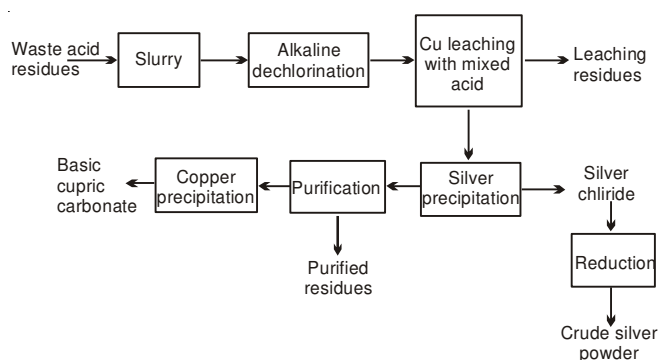 Waste acid
residues
Slurry
Alkaline
dechlorination
Cu leaching
with mixed
acid
Leaching
residues
Basic
cupric
carbonate
Copper
precipitation
Purification
Silver
precipitation
Silver
chliride
Purified
residues
Reduction
Crude silver
powder